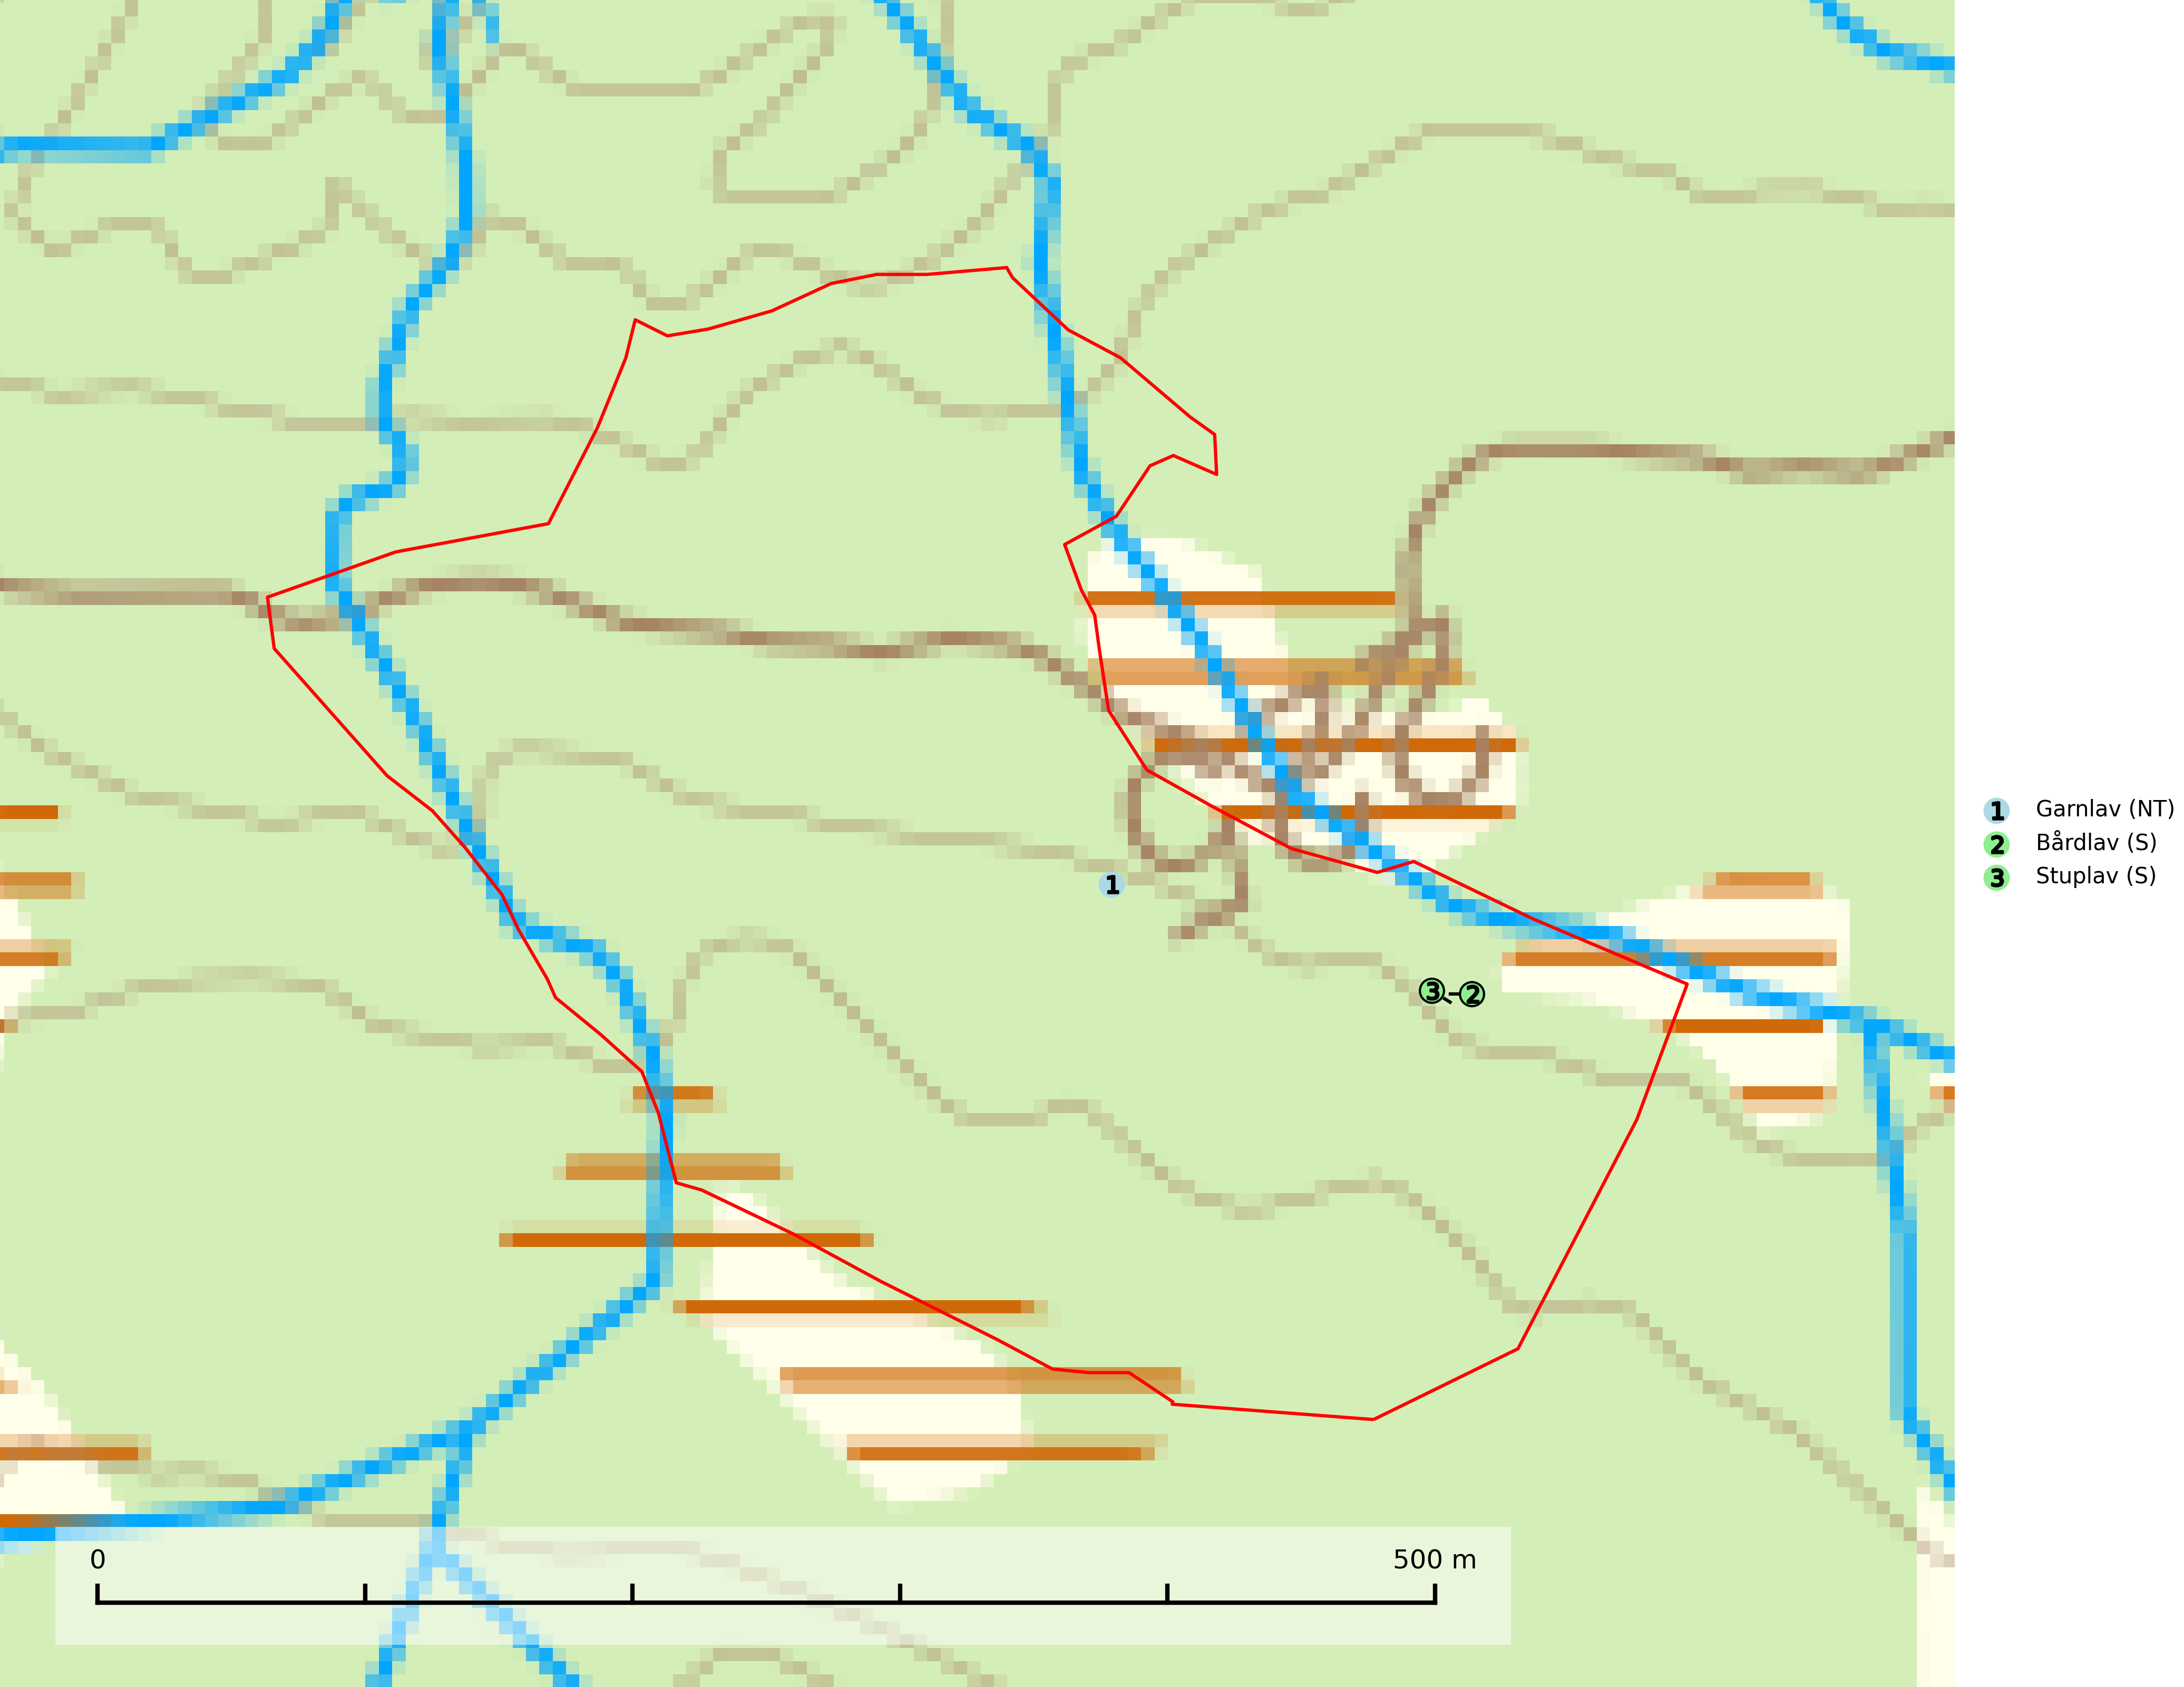 1 Garnlav (NT)
2 Bårdlav (S)
3 Stuplav (S)
1
3 2
0 500 m